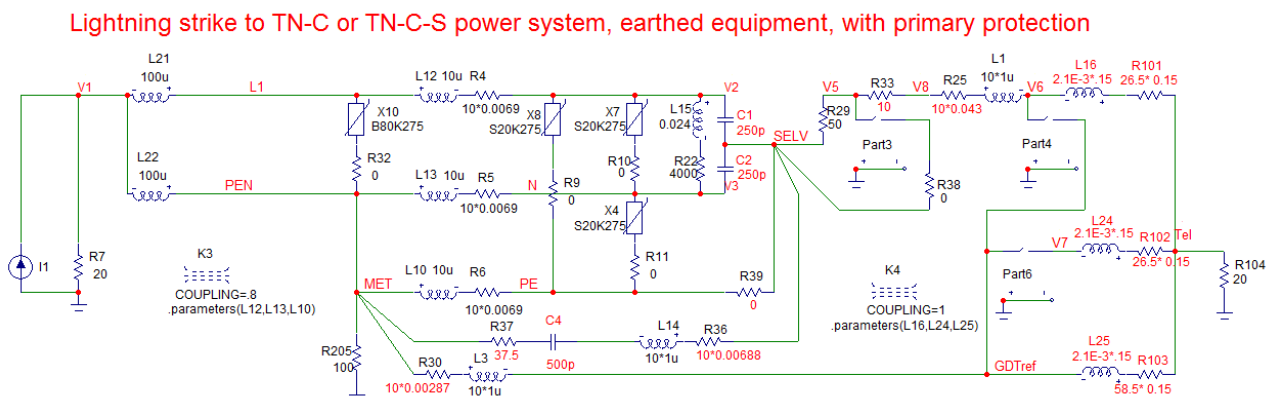 Lightning strike to TN-C or TN-C-S power system, earthed equipment, with primary protection
L21
100u
V1
L1
L12 10u
R4
10*0.0069
X10
B80K275
R32
0
X8
S20K275
X7
S20K275
L15
0.024
V2
C1
250p
SELV
C2
250p
V3
R22
4000
R10
0
R9
0
X4
S20K275
R11
0
L22
100u
PEN
L13 10u
R5
10*0.0069
N
V5
R33
10
R29
50
V8
R25
10*0.043
L1
10*1u
V6
L16
2.1E-3*.15
R101
26.5* 0.15
Part3
R38
0
Part4
I1
R7
20
K3
COUPLING=.8
.parameters(L12,L13,L10)
MET
L10 10u
R6
10*0.0069
PE
R39
0
K4
COUPLING=1
.parameters(L16,L24,L25)
V7
L24
2.1E-3*.15
R102
26.5* 0.15
Tel
R104
20
Part6
R205
100
R37
37.5
C4
500p
L14
10*1u
R36
10*0.00688
R30
10*0.00287
L3
10*1u
GDTref
L25
2.1E-3*.15
R103
58.5* 0.15